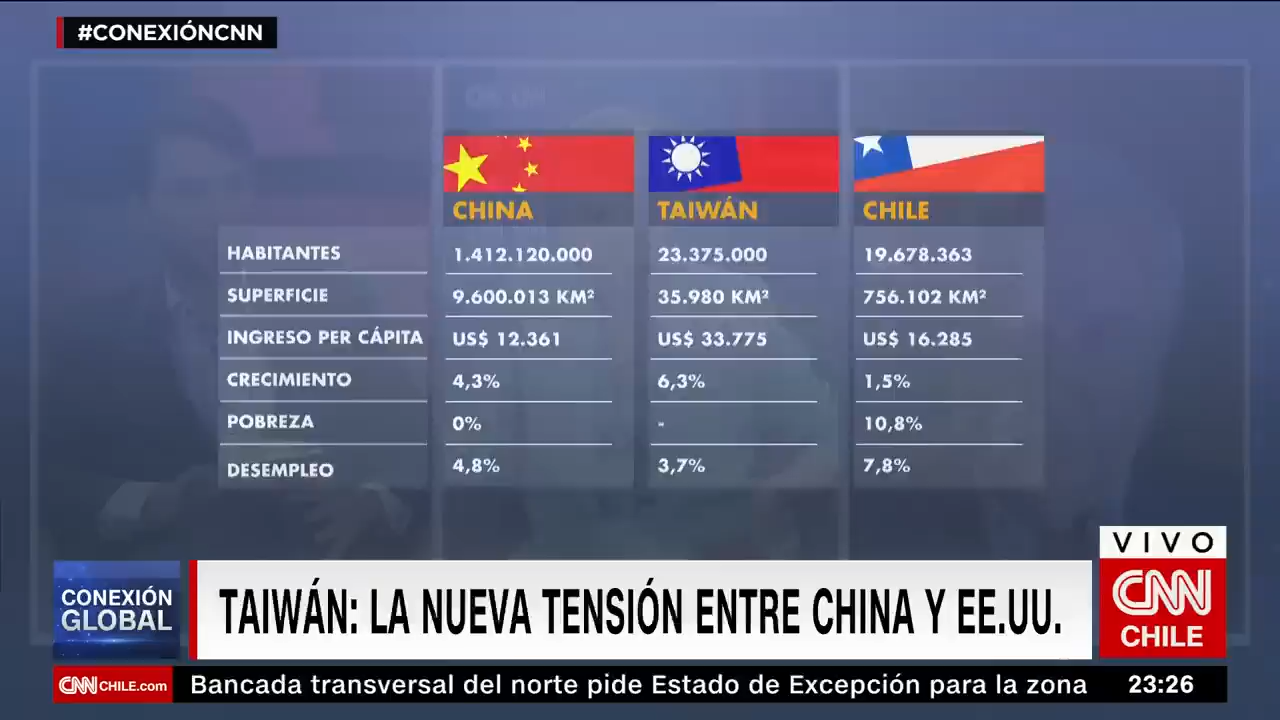 #CONEXIÓNCNN
CHINA TAIWÁN CHILE
HABITANTES 1.412.120.000 23.375.000 19.678.363
SUPERFICIE 9.600.013 KM² 35.980 KM² 756.102 KM²
INGRESO PER CÁPITA US$ 12.361 US$ 33.775 US$ 16.285
CRECIMIENTO 4,3% 6,3% 1,5%
POBREZA 0% - 10,8%
DESEMPLEO 4,8% 3,7% 7,8%
VIVO
CNN
CHILE
CONEXIÓN
GLOBAL
TAIWÁN: LA NUEVA TENSIÓN ENTRE CHINA Y EE.UU.
CNNCHILE.com Bancada transversal del norte pide Estado de Excepción para la zona 23:26